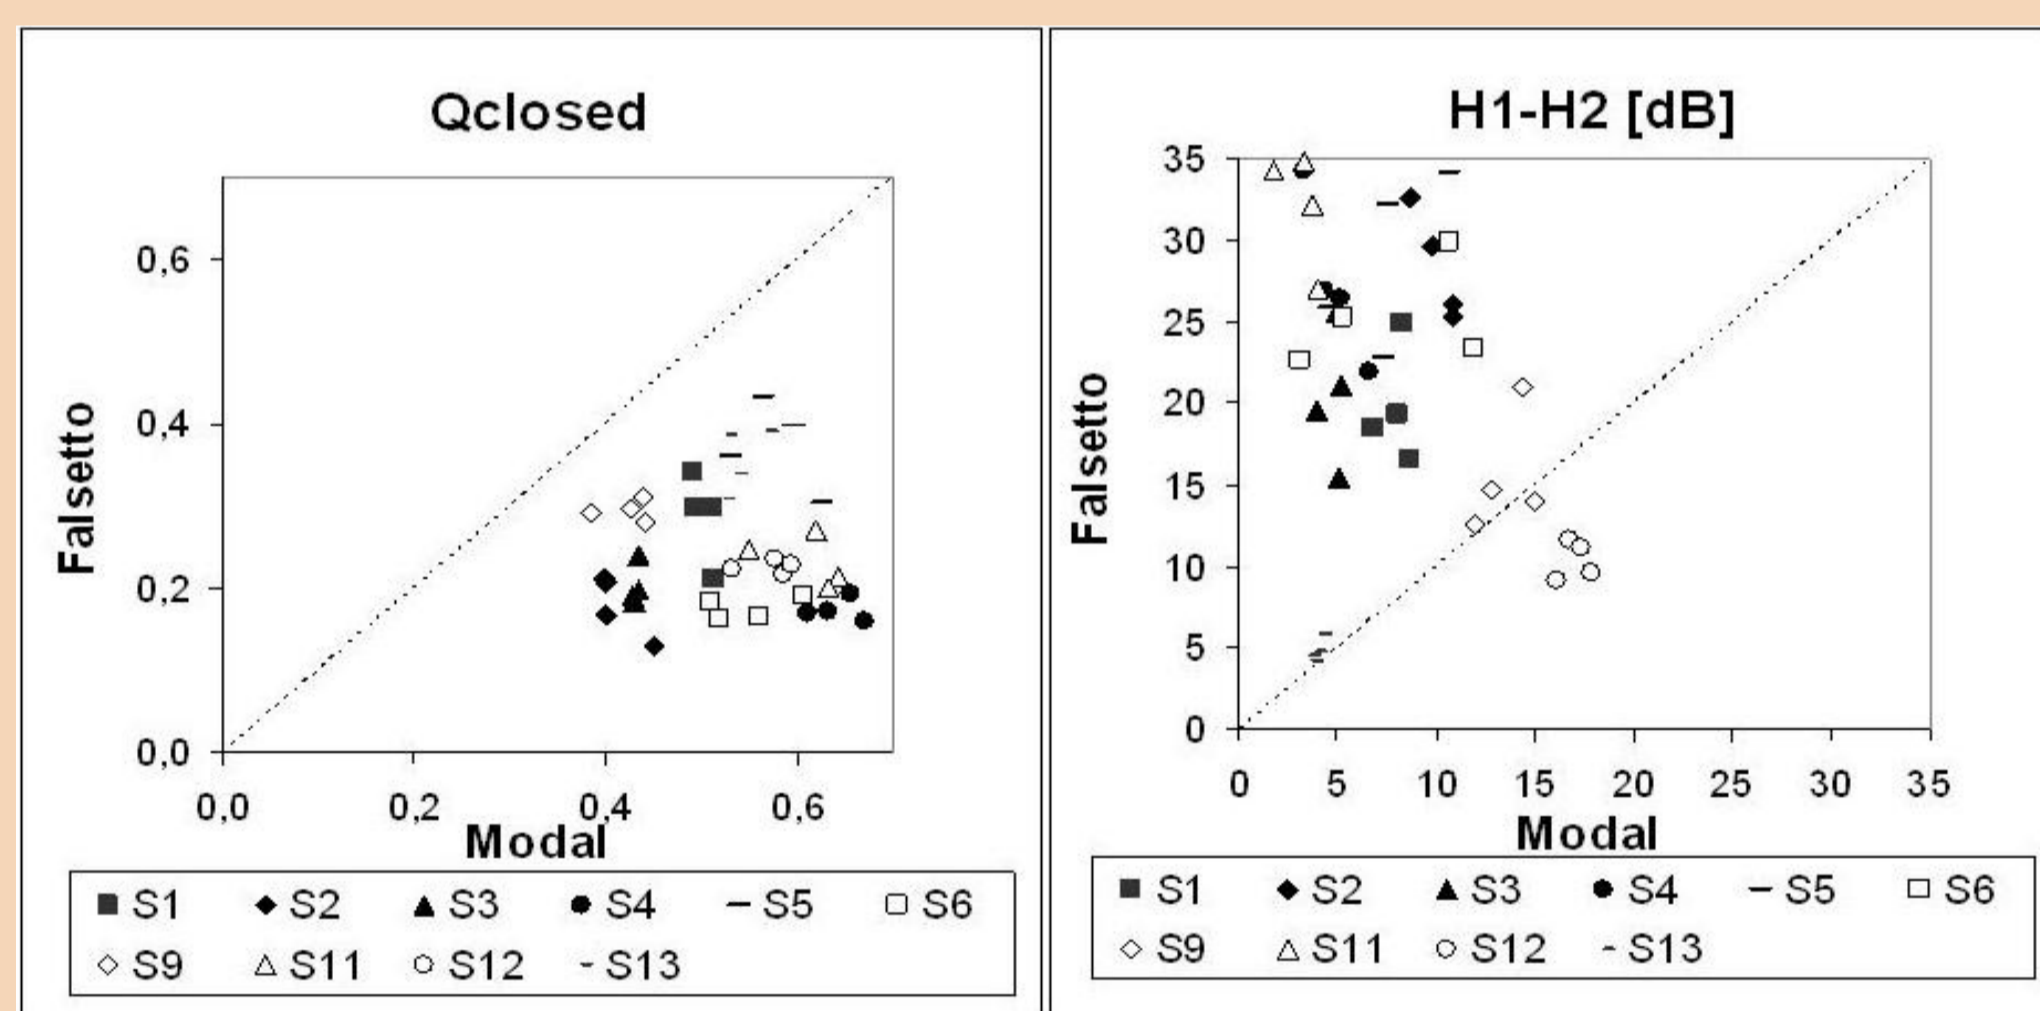 Qclosed
0,6
0,4
0,2
0,0
Falsetto
0,0 0,2 0,4 0,6
Modal
S1 S2 S3 S4 S5 S6
S9 S11 S12 S13
H1-H2 [dB]
35
30
25
20
15
10
5
0
Falsetto
0 5 10 15 20 25 30 35
Modal
S1 S2 S3 S4 S5 S6
S9 S11 S12 S13